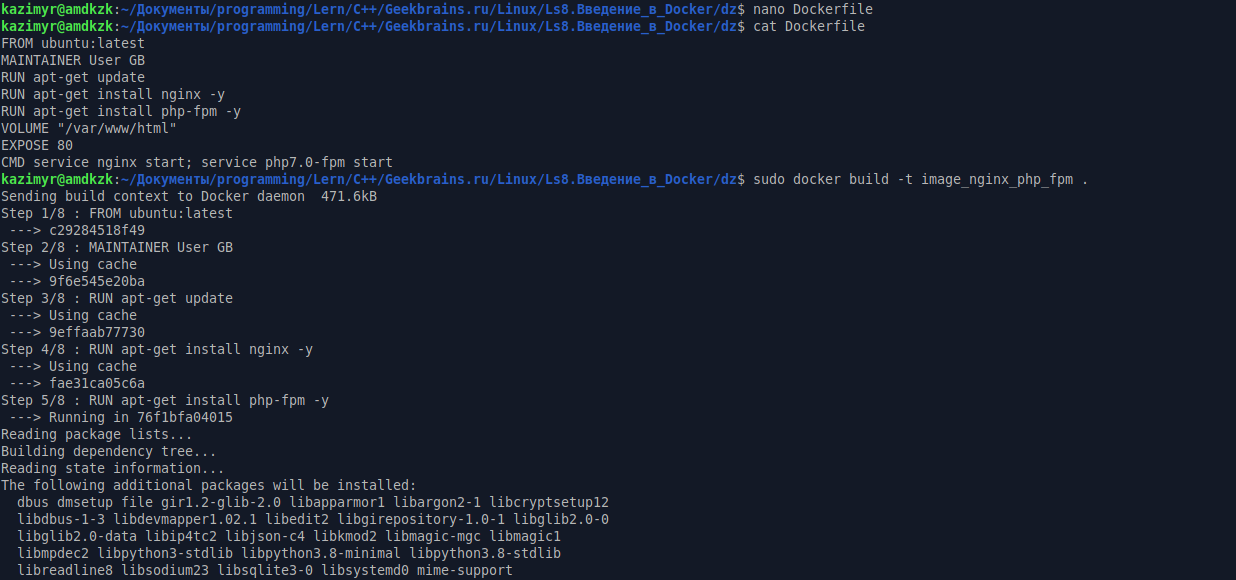 kazimyr@amdkzk:~/Документы/programming/Lern/C++/Geekbrains.ru/Linux/Ls8.Введение_в_Docker/dz$ nano Dockerfile
kazimyr@amdkzk:~/Документы/programming/Lern/C++/Geekbrains.ru/Linux/Ls8.Введение_в_Docker/dz$ cat Dockerfile
FROM ubuntu:latest
MAINTAINER User GB
RUN apt-get update
RUN apt-get install nginx -y
RUN apt-get install php-fpm -y
VOLUME "/var/www/html"
EXPOSE 80
CMD service nginx start; service php7.0-fpm start
kazimyr@amdkzk:~/Документы/programming/Lern/C++/Geekbrains.ru/Linux/Ls8.Введение_в_Docker/dz$ sudo docker build -t image_nginx_php_fpm .
Sending build context to Docker daemon  471.6kB
Step 1/8 : FROM ubuntu:latest
 ---> c29284518f49
Step 2/8 : MAINTAINER User GB
 ---> Using cache
 ---> 9f6e545e20ba
Step 3/8 : RUN apt-get update
 ---> Using cache
 ---> 9effaab77730
Step 4/8 : RUN apt-get install nginx -y
 ---> Using cache
 ---> fae31ca05c6a
Step 5/8 : RUN apt-get install php-fpm -y
 ---> Running in 76f1bfa04015
Reading package lists...
Building dependency tree...
Reading state information...
The following additional packages will be installed:
  dbus dmsetup file gir1.2-glib-2.0 libapparmor1 libargon2-1 libcryptsetup12
  libdbus-1-3 libdevmapper1.02.1 libedit2 libgirepository-1.0-1 libglib2.0-0
  libglib2.0-data libip4tc2 libjson-c4 libkmod2 libmagic-mgc libmagic1
  libmpdec2 libpython3-stdlib libpython3.8-minimal libpython3.8-stdlib
  libreadline8 libsodium23 libsqlite3-0 libsystemd0 mime-support